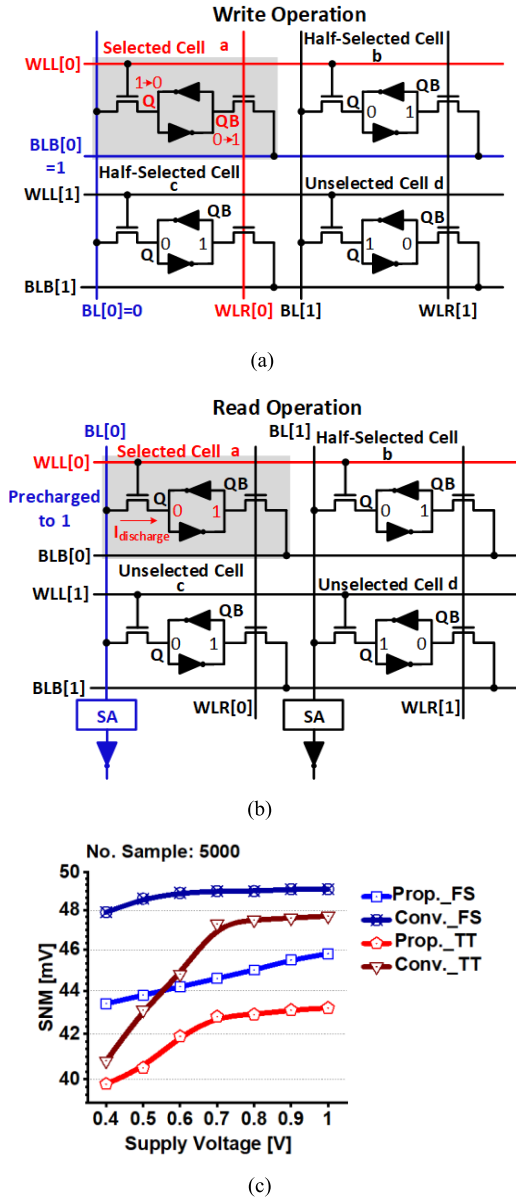 Write Operation
Selected Cell a
Half-Selected Cell
b
WLL[0]
1→0
Q
QB
0→1
Q
0
1
QB
BLB[0]
=1
Half-Selected Cell
c
Unselected Cell d
WLL[1]
QB
Q
0
1
QB
Q
1
0
BLB[1]
BL[0]=0
WLR[0]
BL[1]
WLR[1]
(a)
Read Operation
BL[0]
Selected Cell a
BL[1]
Half-Selected Cell
b
WLL[0]
Precharged
to 1
QB
Q
0
1
Idischarge
QB
Q
0
1
BLB[0]
Unselected Cell
c
Unselected Cell d
WLL[1]
QB
Q
0
1
QB
Q
1
0
BLB[1]
SA
WLR[0]
SA
WLR[1]
(b)
No. Sample: 5000
50
48
46
44
42
40
SNM [mV]
0.4 0.5 0.6 0.7 0.8 0.9 1
Supply Voltage [V]
Prop._FS
Conv._FS
Prop._TT
Conv._TT
(c)